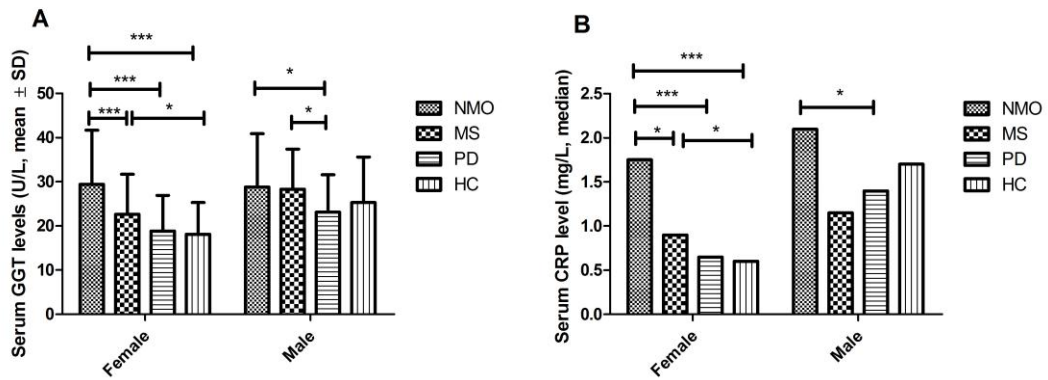 A
Serum GGT levels (U/L, mean ± SD)
50
40
30
20
10
0
***
***
***
*
*
*
Female
Male
NMO
MS
PD
HC
B
Serum CRP level (mg/L, median)
2.5
2.0
1.5
1.0
0.5
0.0
***
***
*
*
*
Female
Male
NMO
MS
PD
HC